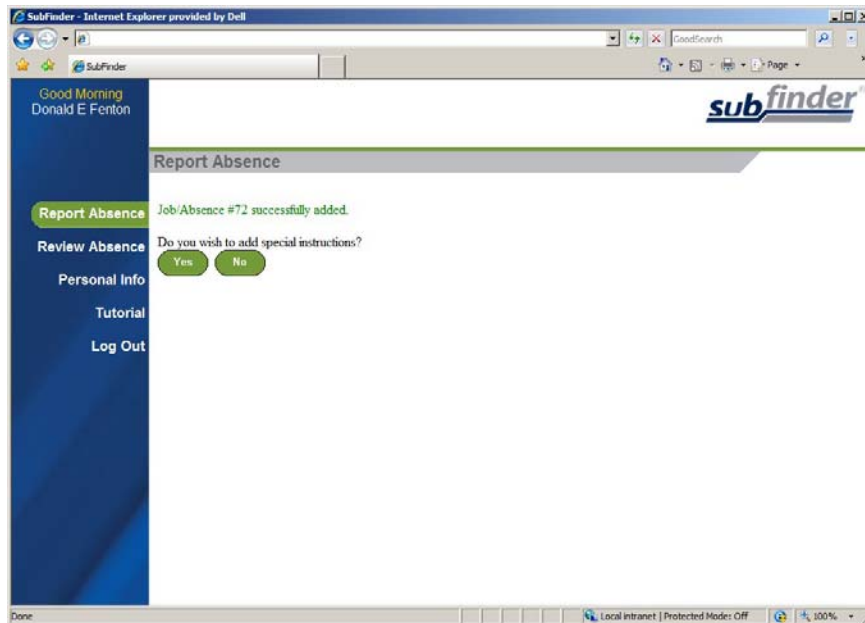 SubFinder - Internet Explorer provided by Dell
GoodSearch
SubFinder
Page
Good Morning
Donald E Fenton
subfinder
Report Absence
Report Absence
Job/Absence #72 successfully added.
Review Absence
Do you wish to add special instructions?
Yes No
Personal Info
Tutorial
Log Out
Done
Local intranet | Protected Mode: Off
100%